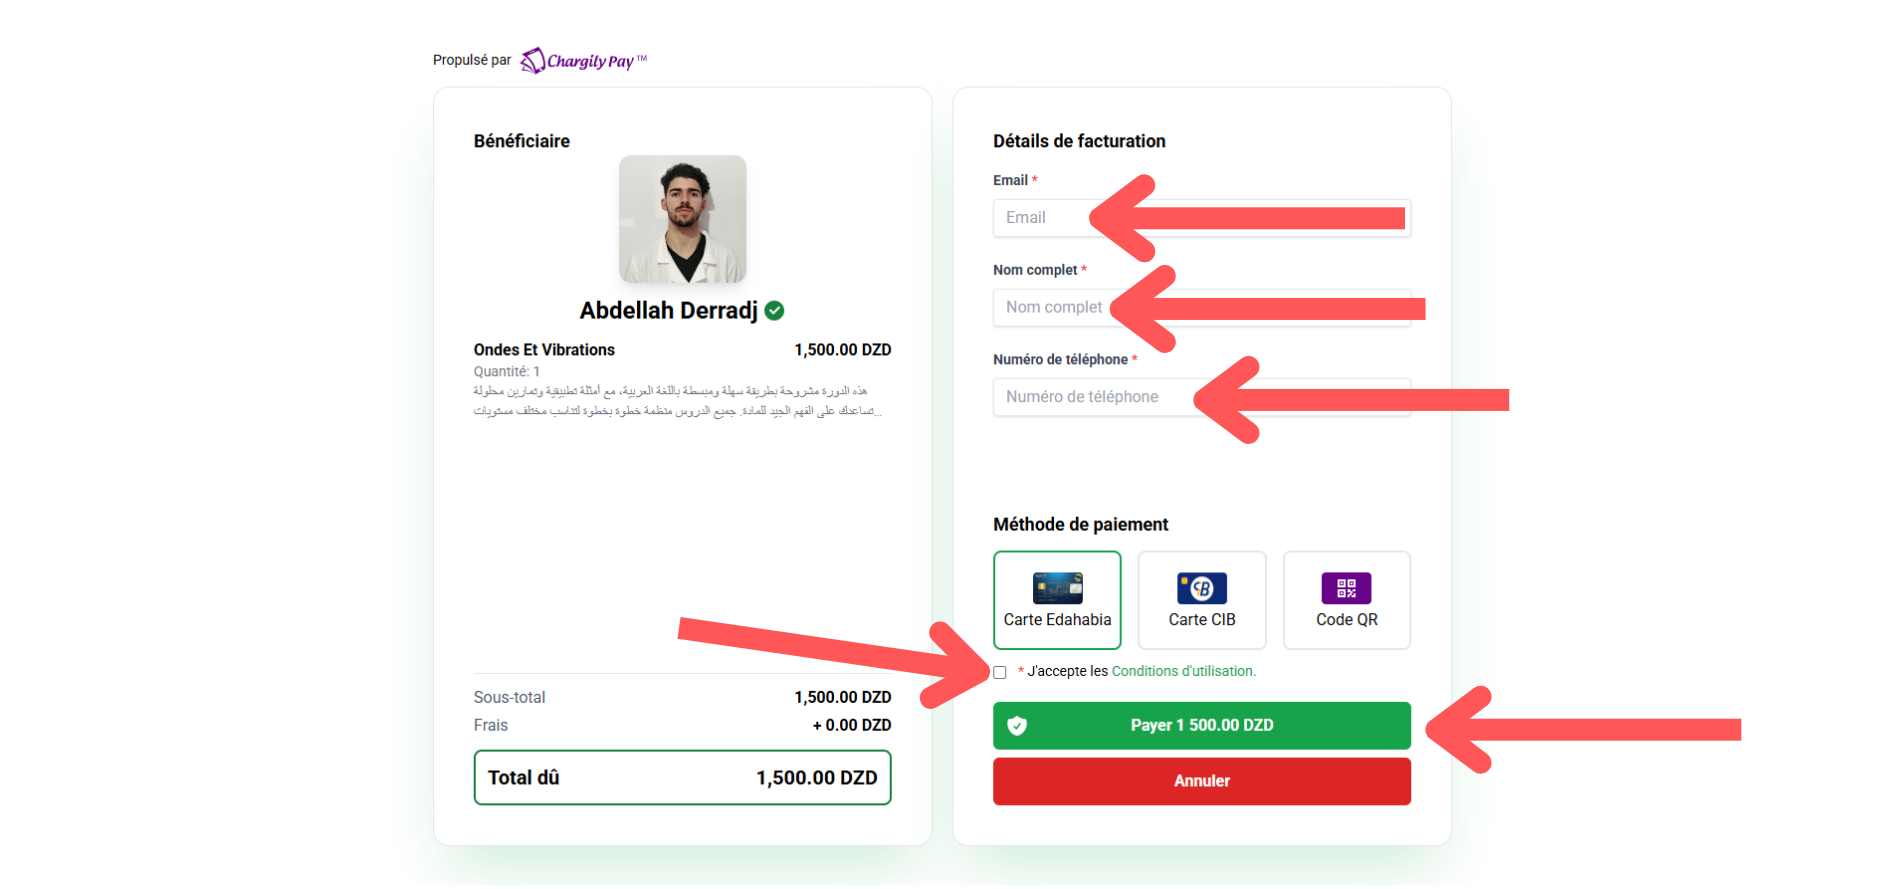 Propulsé par Chargily Pay ™
Bénéficiaire
Abdellah Derradj
Ondes Et Vibrations 1,500.00 DZD
Quantité: 1
هذه الدورة مشروحة بطريقة سهلة ومبسطة باللغة العربية، مع أمثلة تطبيقية وتمارين محلولة
تساعدك على الفهم الجيد للمادة. جميع الدروس منظمة خطوة بخطوة لتناسب مختلف مستويات...
Sous-total 1,500.00 DZD
Frais + 0.00 DZD
Total dû 1,500.00 DZD
Détails de facturation
Email *
Email
Nom complet *
Nom complet
Numéro de téléphone *
Numéro de téléphone
Méthode de paiement
Carte Edahabia
Carte CIB
Code QR
* J'accepte les Conditions d'utilisation.
Payer 1 500.00 DZD
Annuler